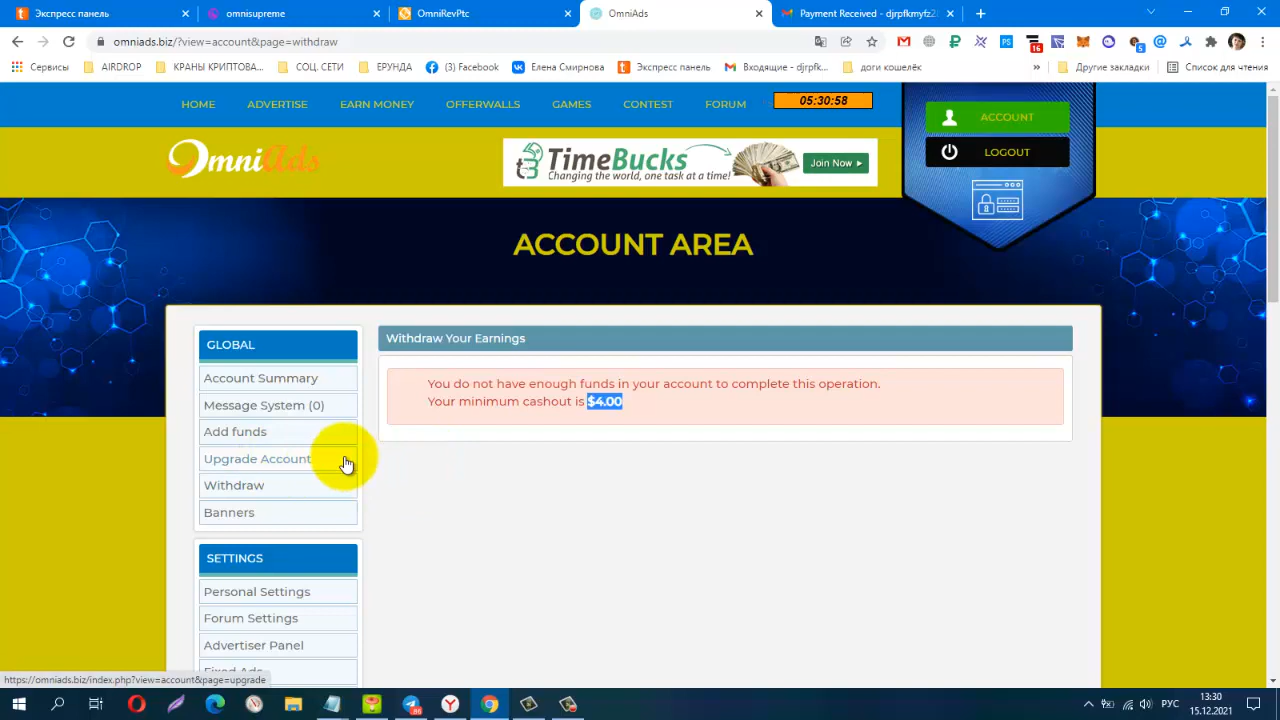 Экспресс панель
omnisupreme
OmniRevPtc
OmniAds
Payment Received - djrpfkmyfz2
omniads.biz/?view=account&page=withdraw
Сервисы
AIRDROP
КРАНЫ КРИПТОВА...
СОЦ. СЕТИ
ЕРУНДА
(3) Facebook
Елена Смирнова
Экспресс панель
Входящие - djrpfk...
доги кошелёк
»
Другие закладки
Список для чтения
HOME
ADVERTISE
EARN MONEY
OFFERWALLS
GAMES
CONTEST
FORUM
05:30:58
ACCOUNT
LOGOUT
OmniAds
TimeBucks
Changing the world, one task at a time!
Join Now ►
ACCOUNT AREA
GLOBAL
Account Summary
Message System (0)
Add funds
Upgrade Account
Withdraw
Banners
SETTINGS
Personal Settings
Forum Settings
Advertiser Panel
Fixed Ads
Withdraw Your Earnings
You do not have enough funds in your account to complete this operation.
Your minimum cashout is $4.00
https://omniads.biz/index.php?view=account&page=upgrade
РУС
13:30
15.12.2021